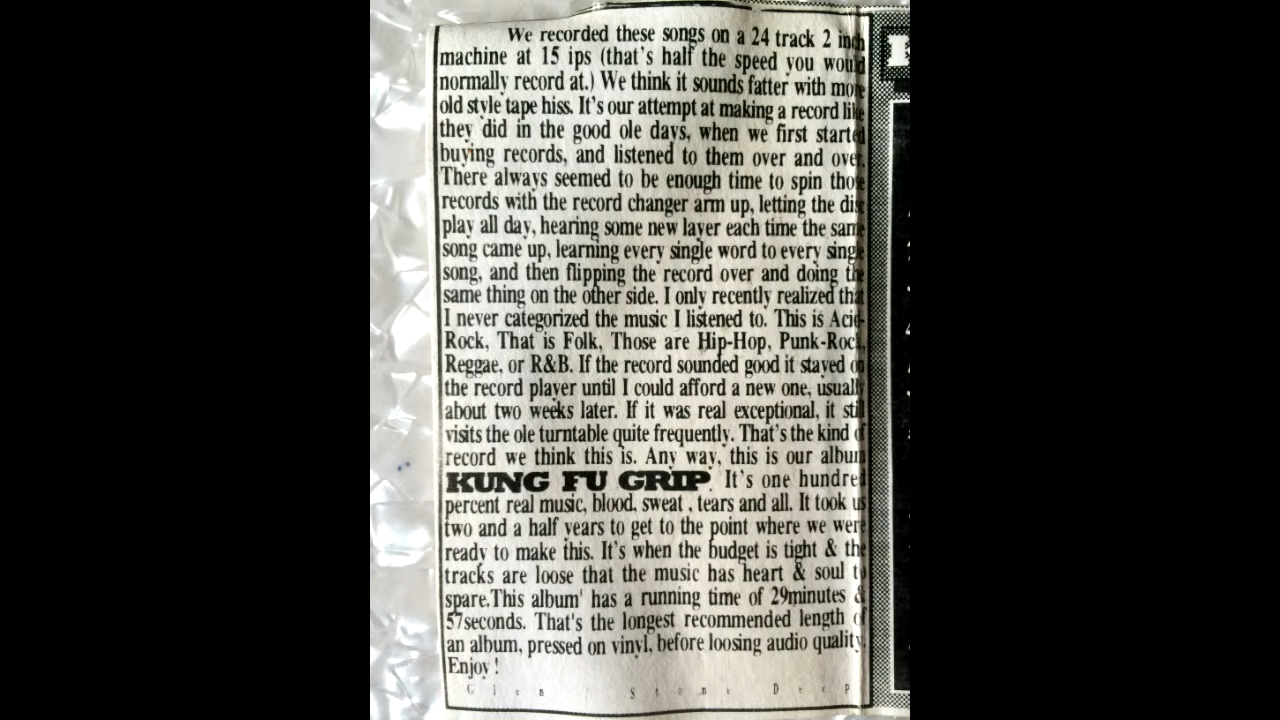 We recorded these songs on a 24 track 2 inch
machine at 15 ips (that's half the speed you would
normally record at.) We think it sounds fatter with more
old style tape hiss. It's our attempt at making a record like
they did in the good ole days, when we first started
buying records, and listened to them over and over.
There always seemed to be enough time to spin those
records with the record changer arm up, letting the disc
play all day, hearing some new layer each time the same
song came up, learning every single word to every single
song, and then flipping the record over and doing the
same thing on the other side. I only recently realized that
I never categorized the music I listened to. This is Acid-
Rock, That is Folk, Those are Hip-Hop, Punk-Rock,
Reggae, or R&B. If the record sounded good it stayed on
the record player until I could afford a new one, usually
about two weeks later. If it was real exceptional, it still
visits the ole turntable quite frequently. That's the kind of
record we think this is. Any way, this is our album
KUNG FU GRIP. It's one hundred
percent real music, blood, sweat , tears and all. It took us
two and a half years to get to the point where we were
ready to make this. It's when the budget is tight & the
tracks are loose that the music has heart & soul to
spare.This album' has a running time of 29minutes &
57seconds. That's the longest recommended length of
an album, pressed on vinyl, before loosing audio quality.
Enjoy !
Glen Stone Deep